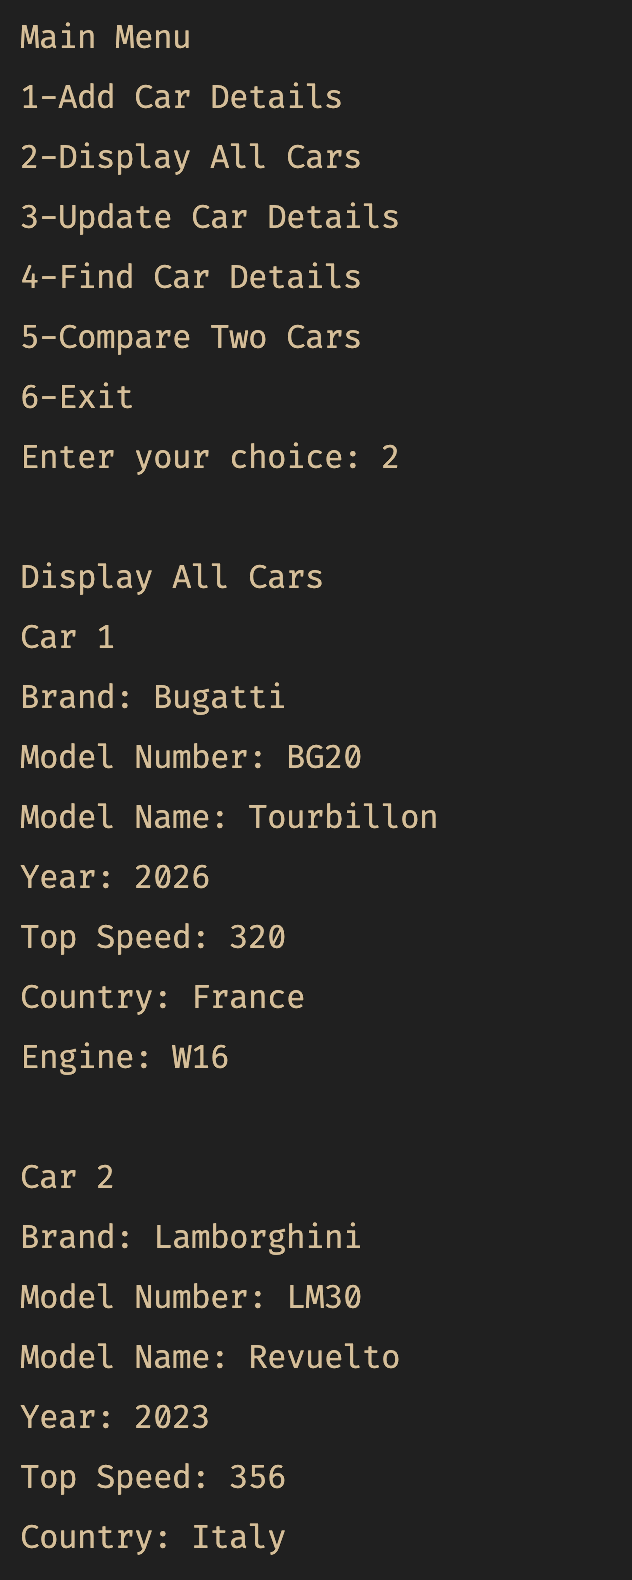 Main Menu
1-Add Car Details
2-Display All Cars
3-Update Car Details
4-Find Car Details
5-Compare Two Cars
6-Exit
Enter your choice: 2
Display All Cars
Car 1
Brand: Bugatti
Model Number: BG20
Model Name: Tourbillon
Year: 2026
Top Speed: 320
Country: France
Engine: W16
Car 2
Brand: Lamborghini
Model Number: LM30
Model Name: Revuelto
Year: 2023
Top Speed: 356
Country: Italy